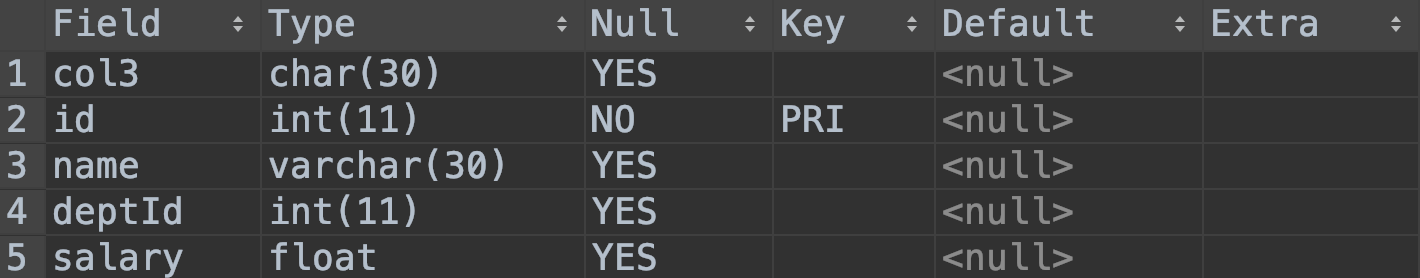 Field Type Null Key Default Extra
1 col3 char(30) YES <null>
2 id int(11) NO PRI <null>
3 name varchar(30) YES <null>
4 deptId int(11) YES <null>
5 salary float YES <null>